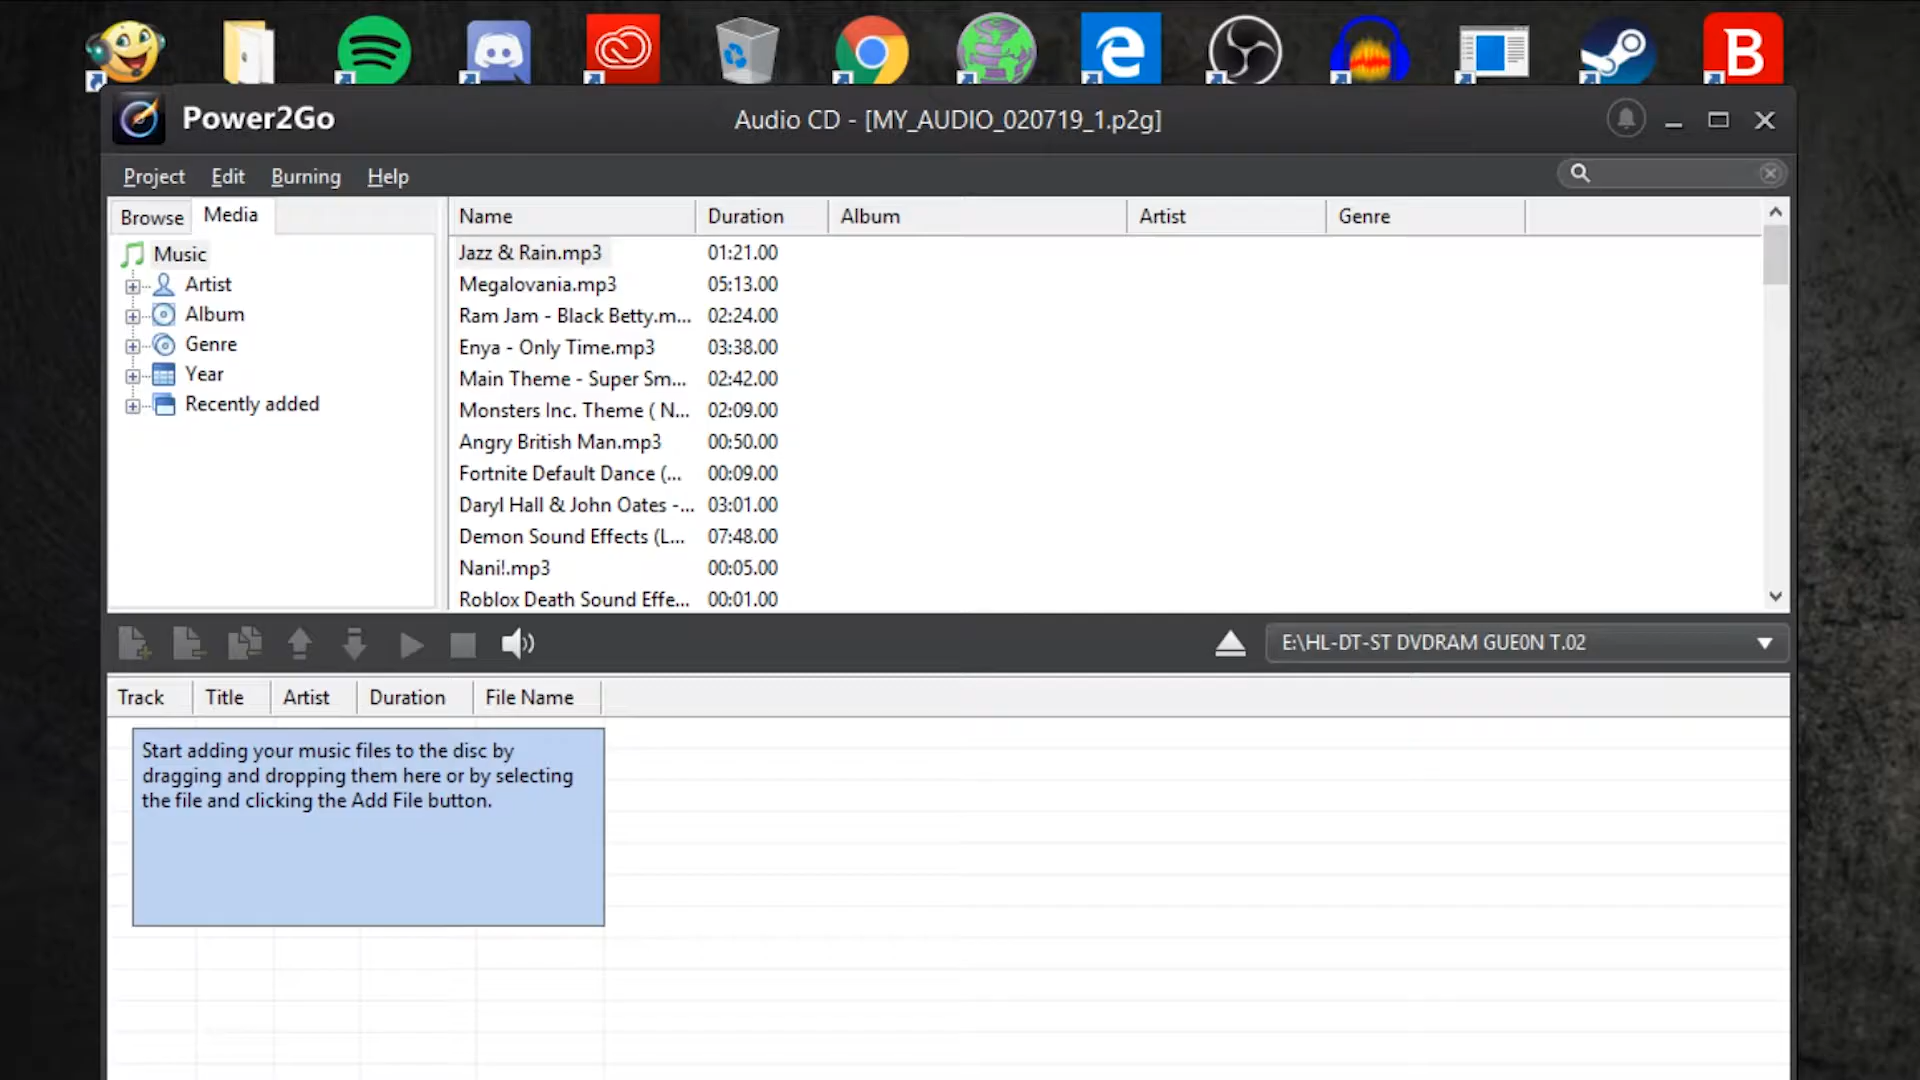 Power2Go
Audio CD - [MY_AUDIO_020719_1.p2g]
Project Edit Burning Help
Browse Media
Name Duration Album Artist Genre
Music
Artist
Album
Genre
Year
Recently added
Jazz & Rain.mp3 01:21.00
Megalovania.mp3 05:13.00
Ram Jam - Black Betty.m... 02:24.00
Enya - Only Time.mp3 03:38.00
Main Theme - Super Sm... 02:42.00
Monsters Inc. Theme ( N... 02:09.00
Angry British Man.mp3 00:50.00
Fortnite Default Dance (... 00:09.00
Daryl Hall & John Oates -... 03:01.00
Demon Sound Effects (L... 07:48.00
Nani!.mp3 00:05.00
Roblox Death Sound Effe... 00:01.00
E:\HL-DT-ST DVDRAM GUE0N T.02
Track Title Artist Duration File Name
Start adding your music files to the disc by
dragging and dropping them here or by selecting
the file and clicking the Add File button.